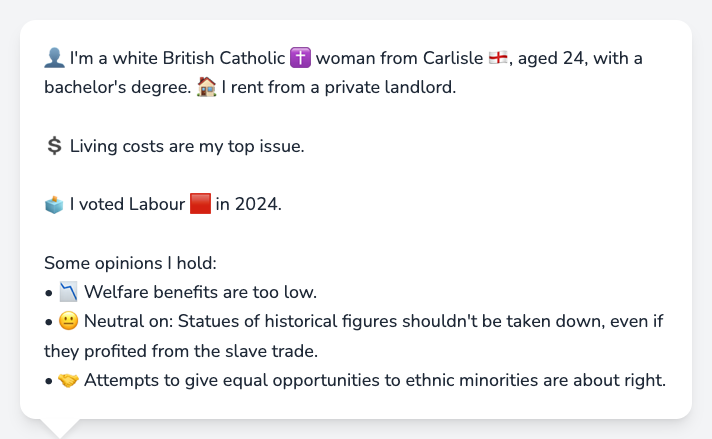 👤 I'm a white British Catholic ✝️ woman from Carlisle 🏴󠁧󠁢󠁥󠁮󠁧󠁿, aged 24, with a
bachelor's degree. 🏠 I rent from a private landlord.
💲 Living costs are my top issue.
🗳️ I voted Labour 🟥 in 2024.
Some opinions I hold:
• 📉 Welfare benefits are too low.
• 😐 Neutral on: Statues of historical figures shouldn't be taken down, even if
they profited from the slave trade.
• 🤝 Attempts to give equal opportunities to ethnic minorities are about right.